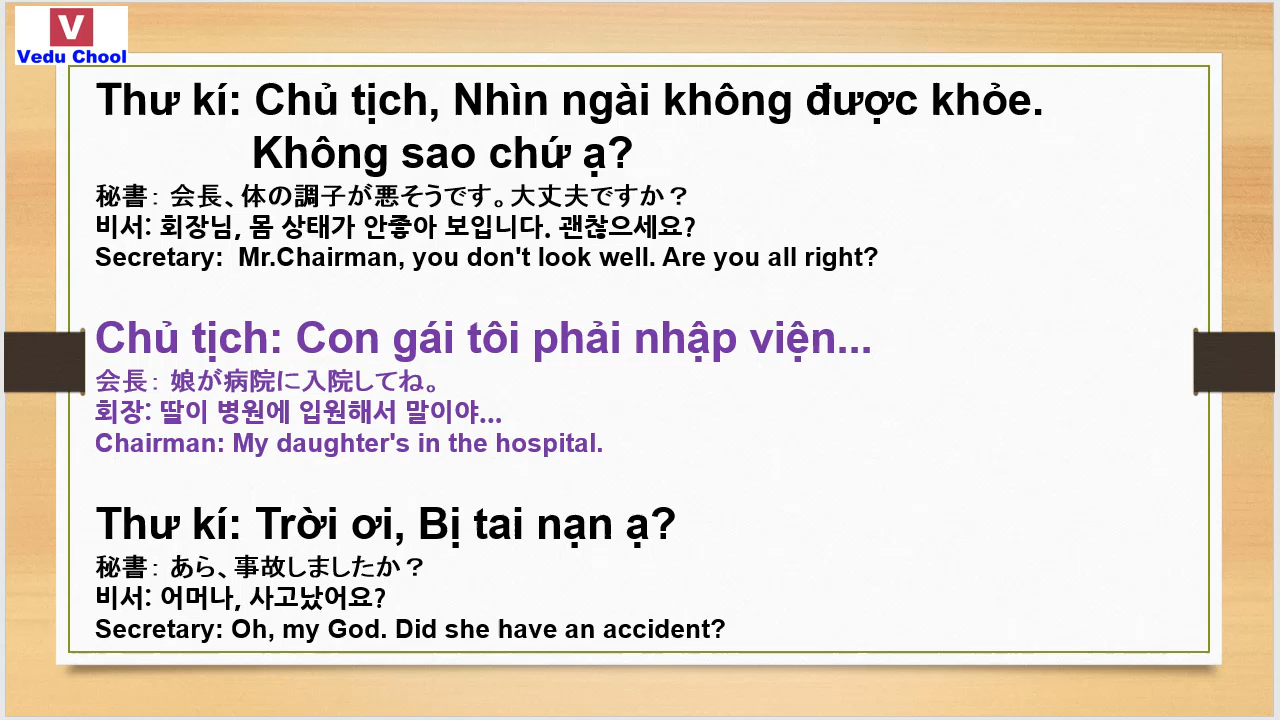 V
Vedu Chool
Thư kí: Chủ tịch, Nhìn ngài không được khỏe.
Không sao chứ ạ?
秘書： 会長、体の調子が悪そうです。大丈夫ですか？
비서: 회장님, 몸 상태가 안좋아 보입니다. 괜찮으세요?
Secretary:  Mr.Chairman, you don't look well. Are you all right?
Chủ tịch: Con gái tôi phải nhập viện...
会長： 娘が病院に入院してね。
회장: 딸이 병원에 입원해서 말이야...
Chairman: My daughter's in the hospital.
Thư kí: Trời ơi, Bị tai nạn ạ?
秘書： あら、事故しましたか？
비서: 어머나, 사고났어요?
Secretary: Oh, my God. Did she have an accident?